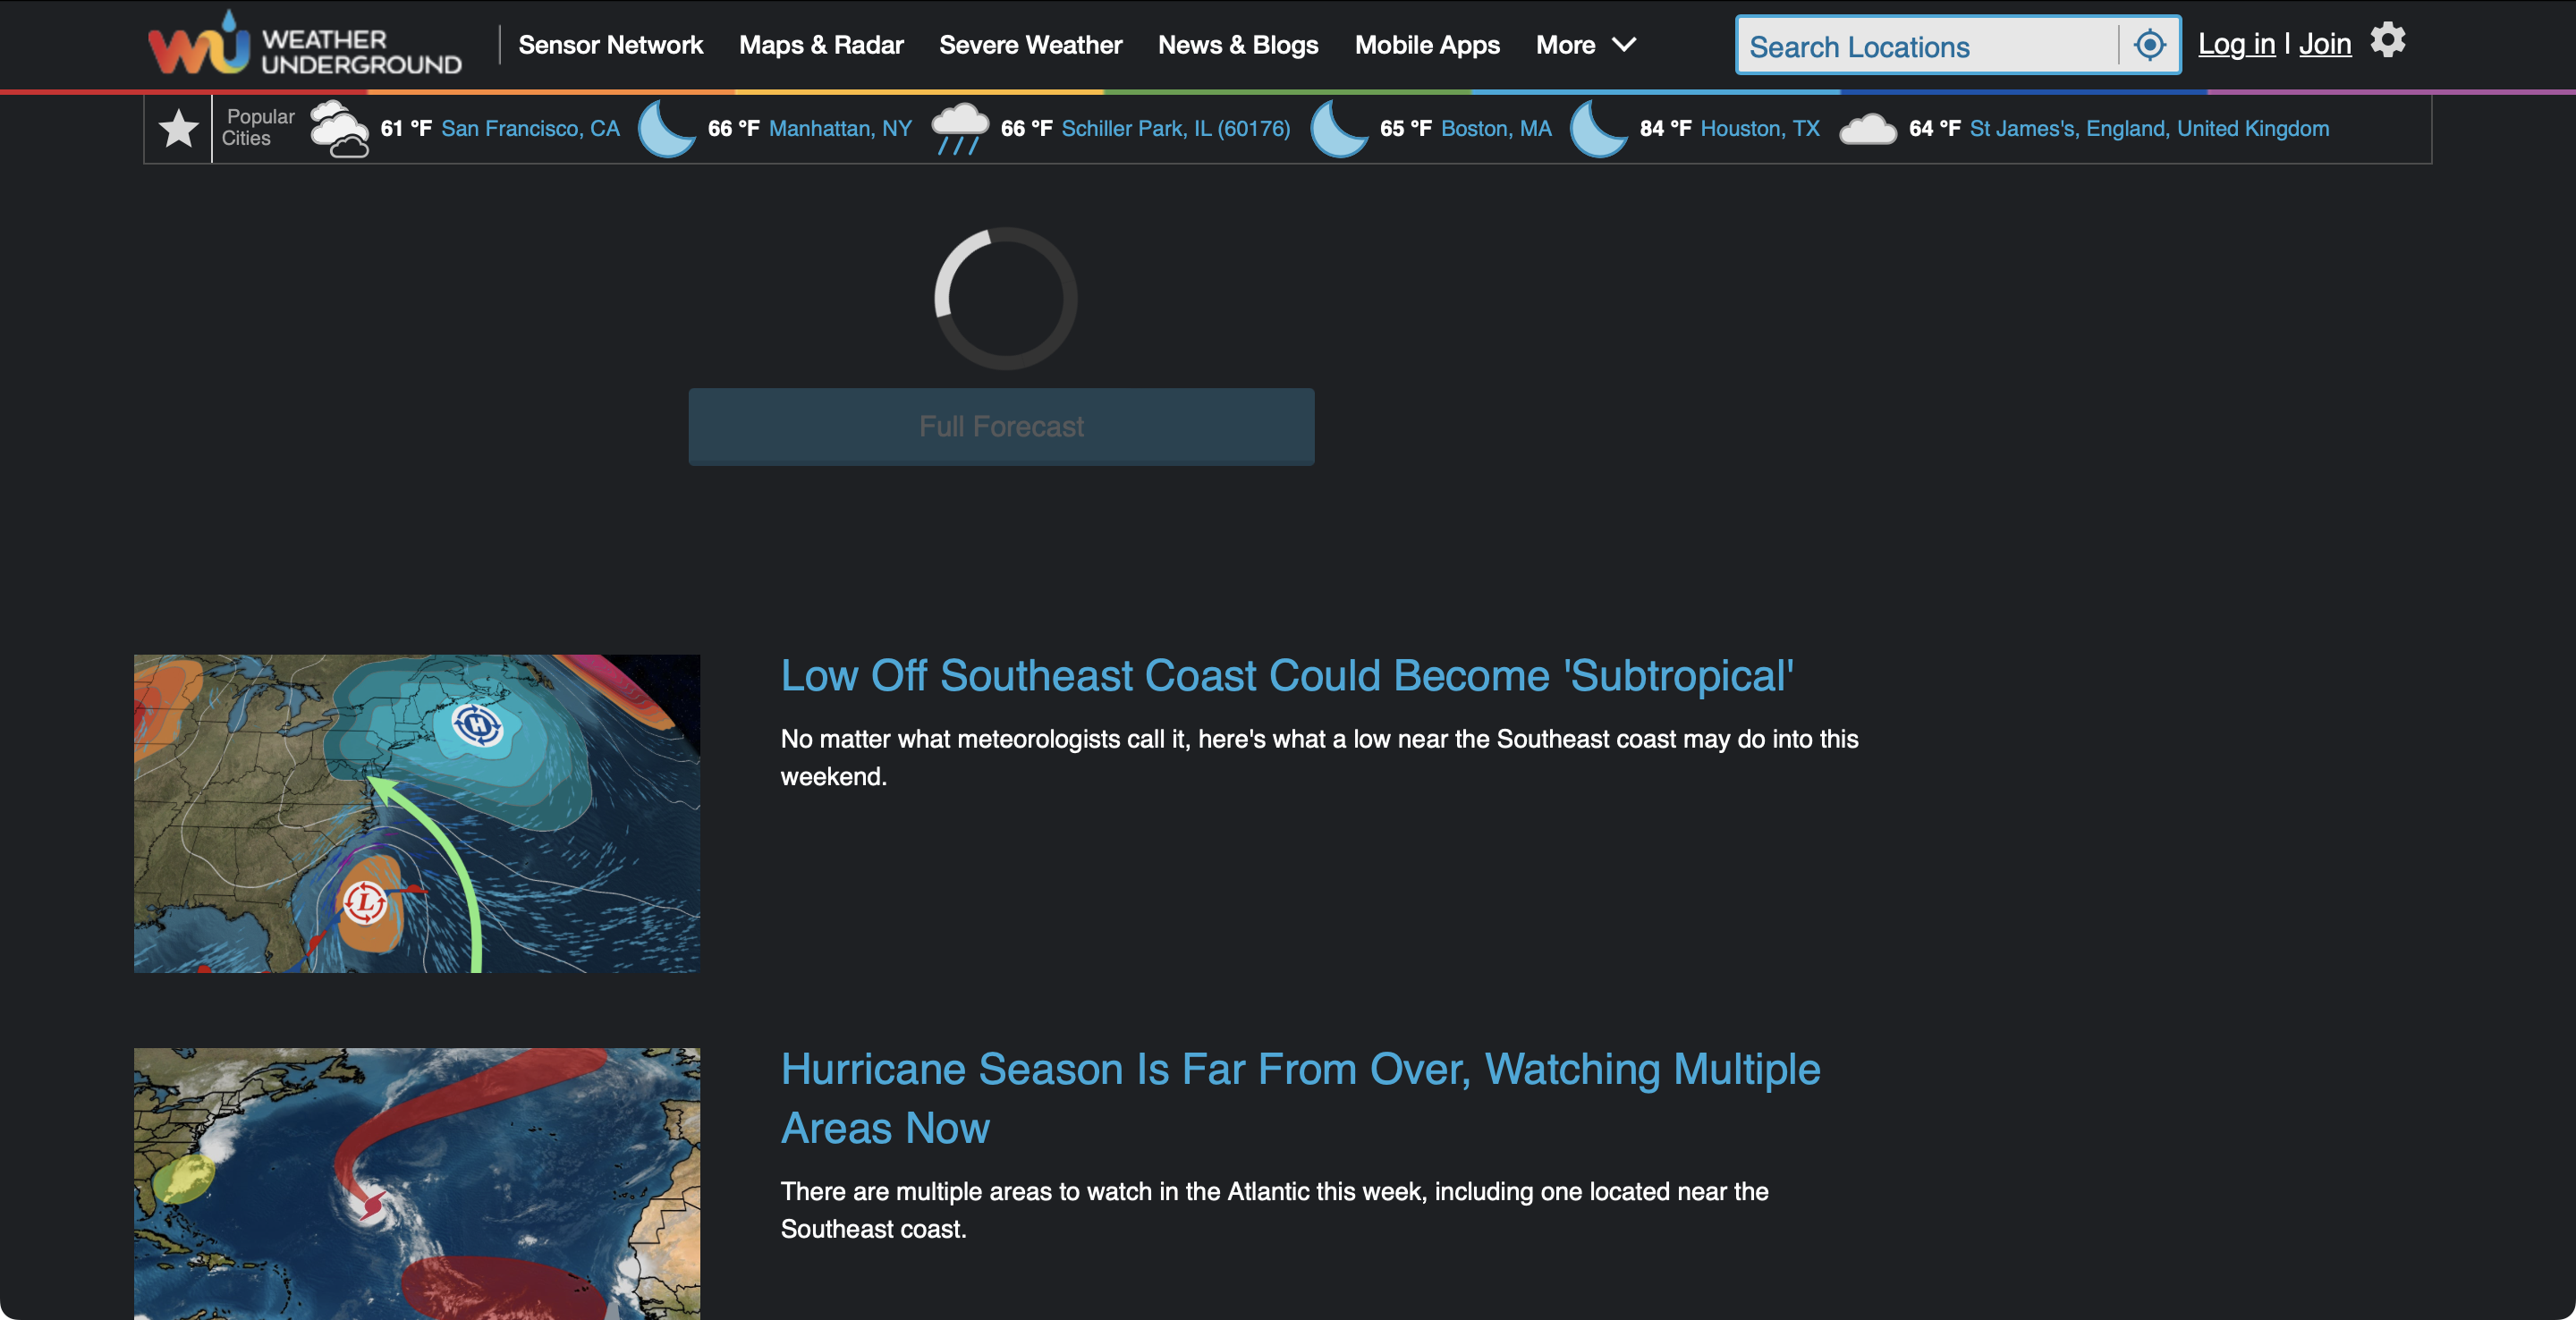 WEATHER
UNDERGROUND
Sensor Network Maps & Radar Severe Weather News & Blogs Mobile Apps More
Search Locations
Log in | Join
Popular
Cities
61 °F San Francisco, CA 66 °F Manhattan, NY 66 °F Schiller Park, IL (60176) 65 °F Boston, MA 84 °F Houston, TX 64 °F St James's, England, United Kingdom
Full Forecast
H
L
Low Off Southeast Coast Could Become 'Subtropical'
No matter what meteorologists call it, here's what a low near the Southeast coast may do into this
weekend.
Hurricane Season Is Far From Over, Watching Multiple
Areas Now
There are multiple areas to watch in the Atlantic this week, including one located near the
Southeast coast.